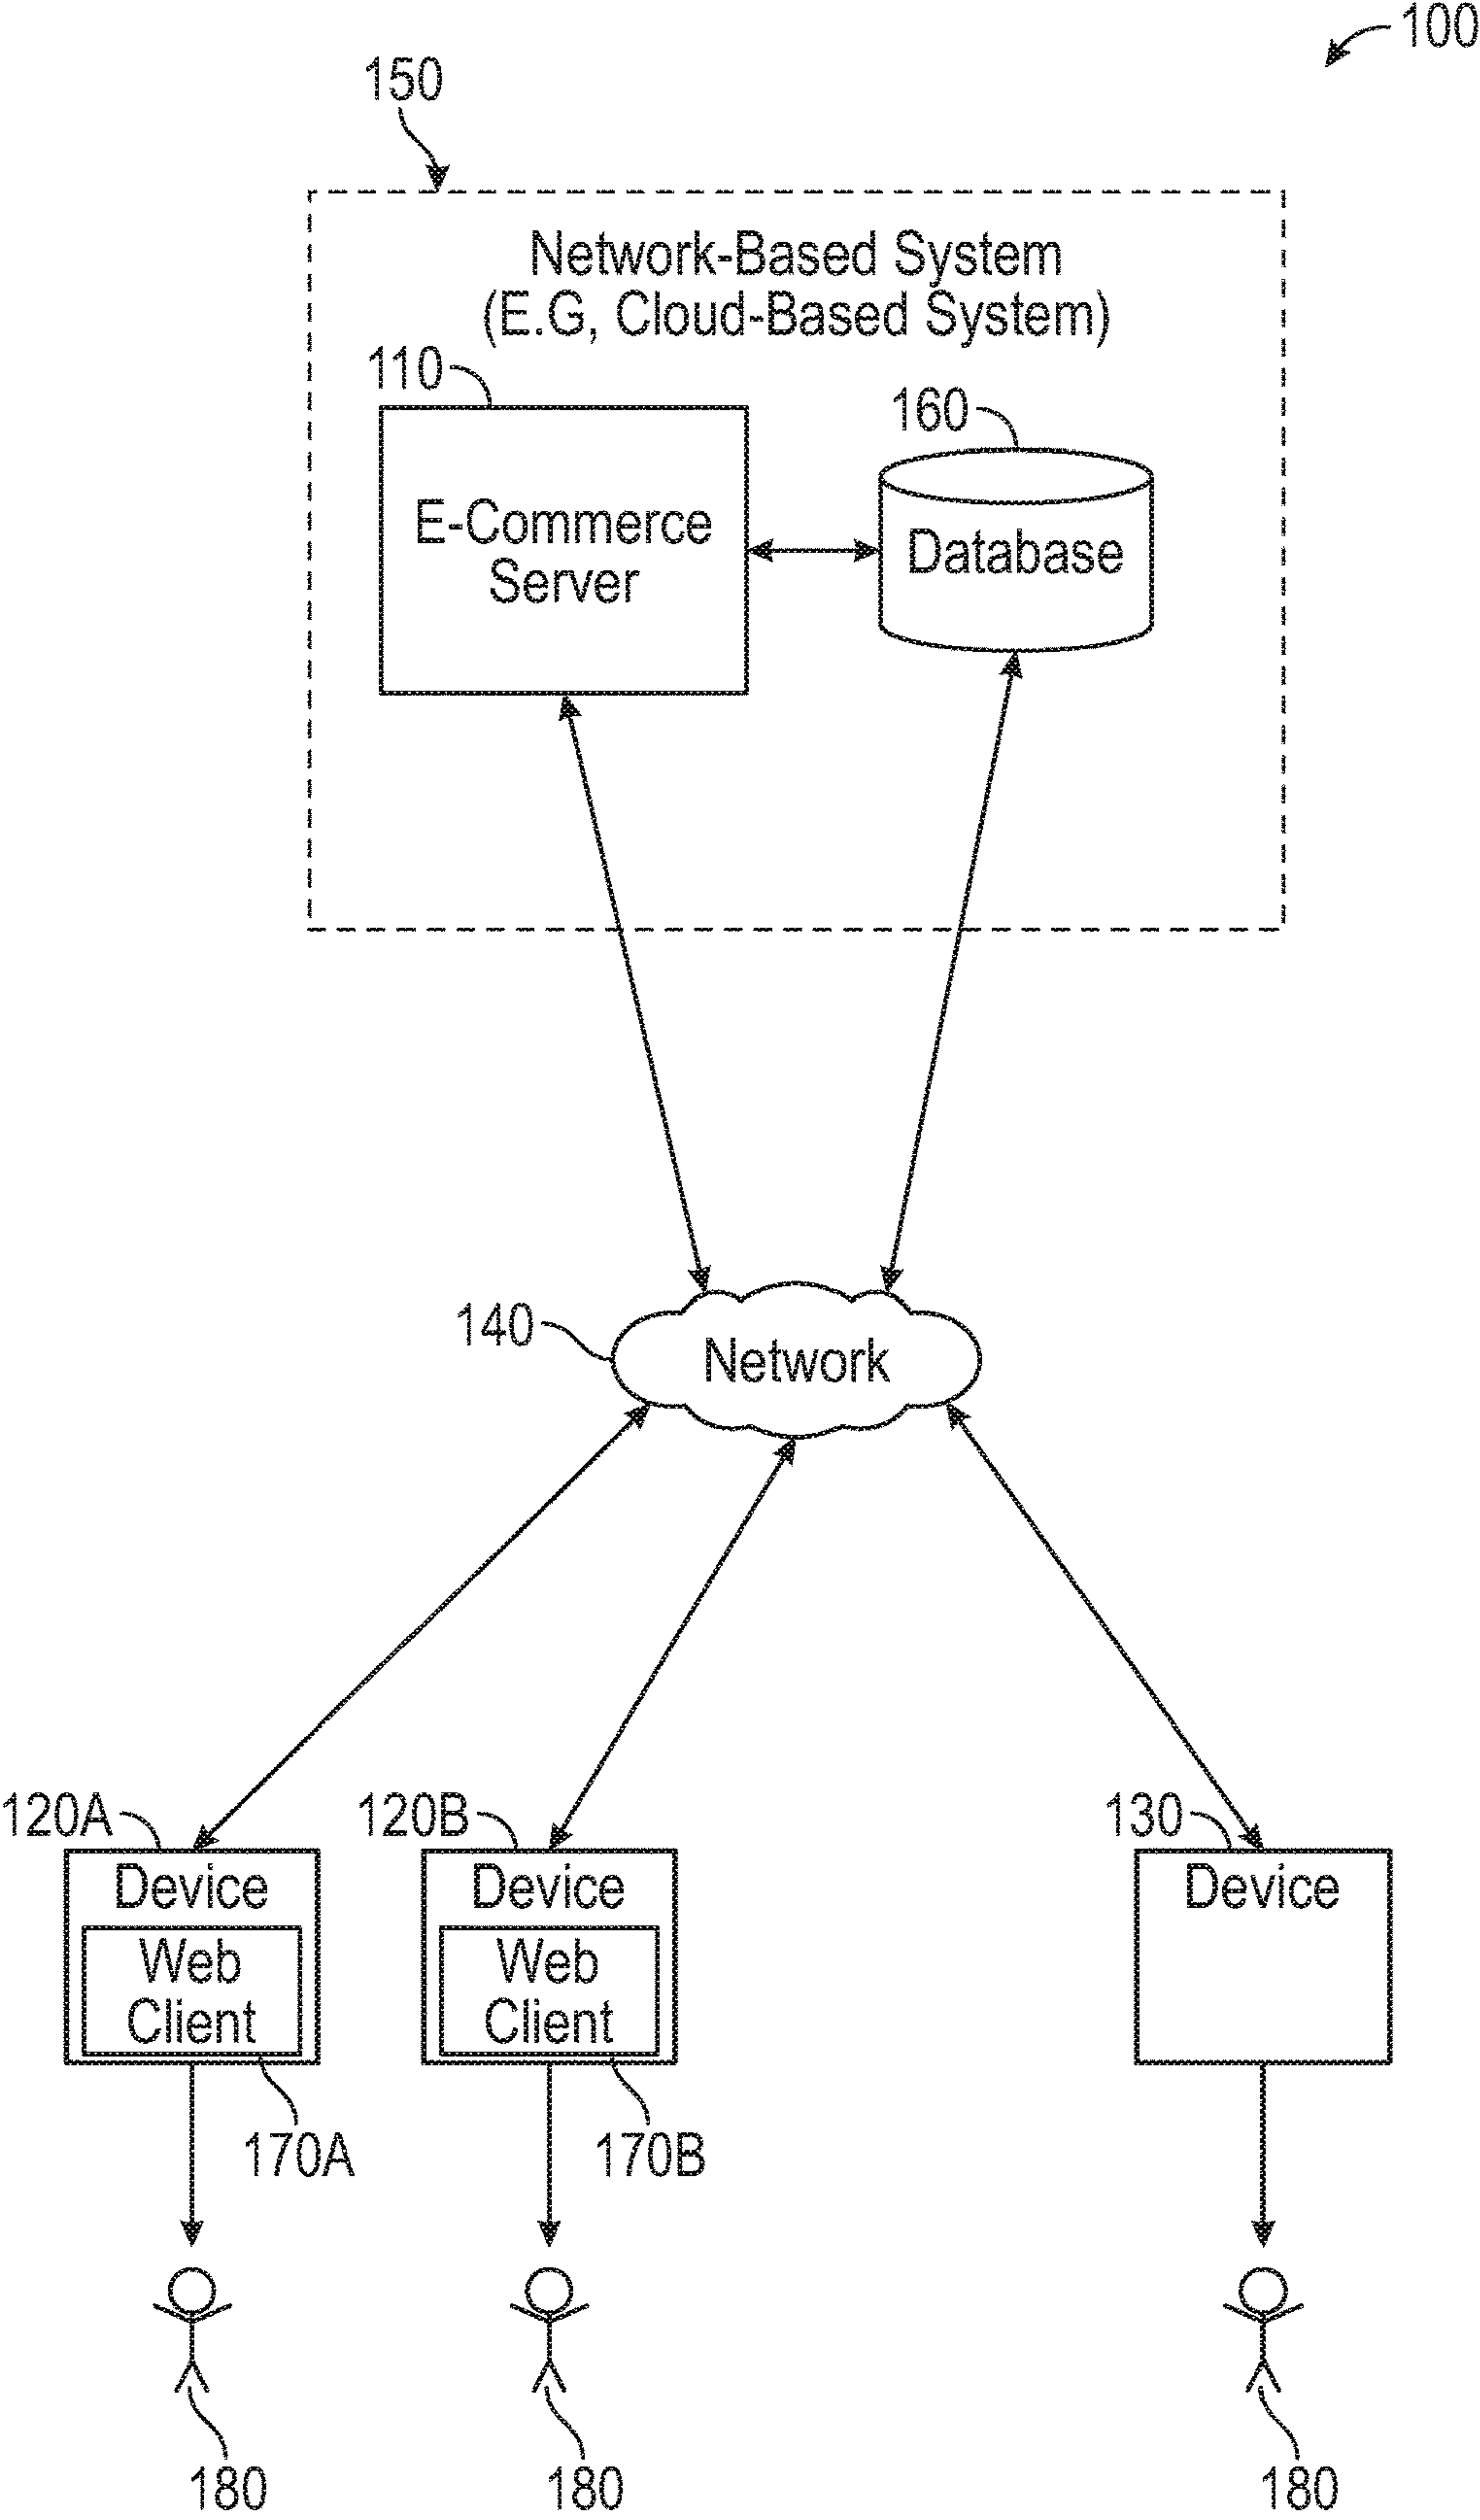 100
150
Network-Based System
(E.G, Cloud-Based System)
110
160
E-Commerce
Server
Database
140
Network
120A
120B
130
Device
Device
Device
Web
Client
Web
Client
170A
170B
180
180
180